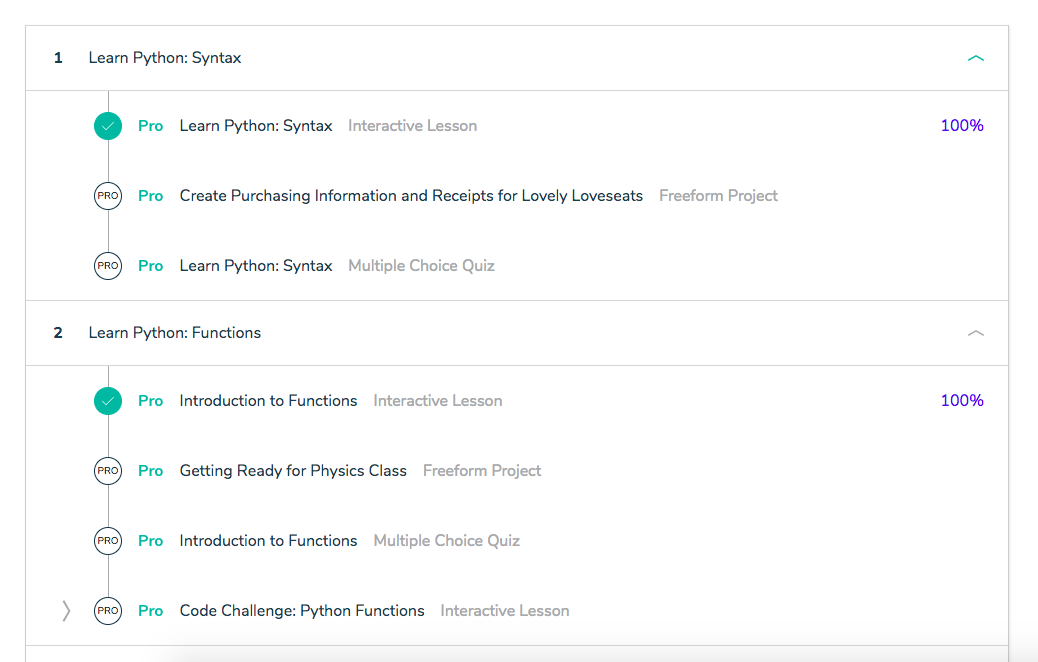 1 Learn Python: Syntax
Pro Learn Python: Syntax Interactive Lesson 100%
PRO Pro Create Purchasing Information and Receipts for Lovely Loveseats Freeform Project
PRO Pro Learn Python: Syntax Multiple Choice Quiz
2 Learn Python: Functions
Pro Introduction to Functions Interactive Lesson 100%
PRO Pro Getting Ready for Physics Class Freeform Project
PRO Pro Introduction to Functions Multiple Choice Quiz
PRO Pro Code Challenge: Python Functions Interactive Lesson